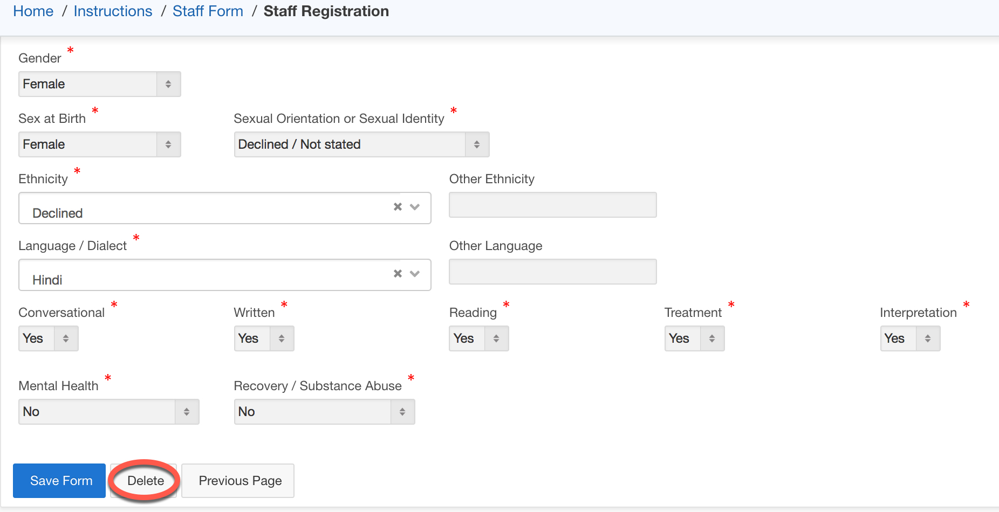 Home / Instructions / Staff Form / Staff Registration
Gender *
Female
Sex at Birth * Sexual Orientation or Sexual Identity *
Female Declined / Not stated
Ethnicity * Other Ethnicity
Declined
Language / Dialect * Other Language
Hindi
Conversational * Written * Reading * Treatment * Interpretation *
Yes Yes Yes Yes Yes
Mental Health * Recovery / Substance Abuse *
No No
Save Form Delete Previous Page